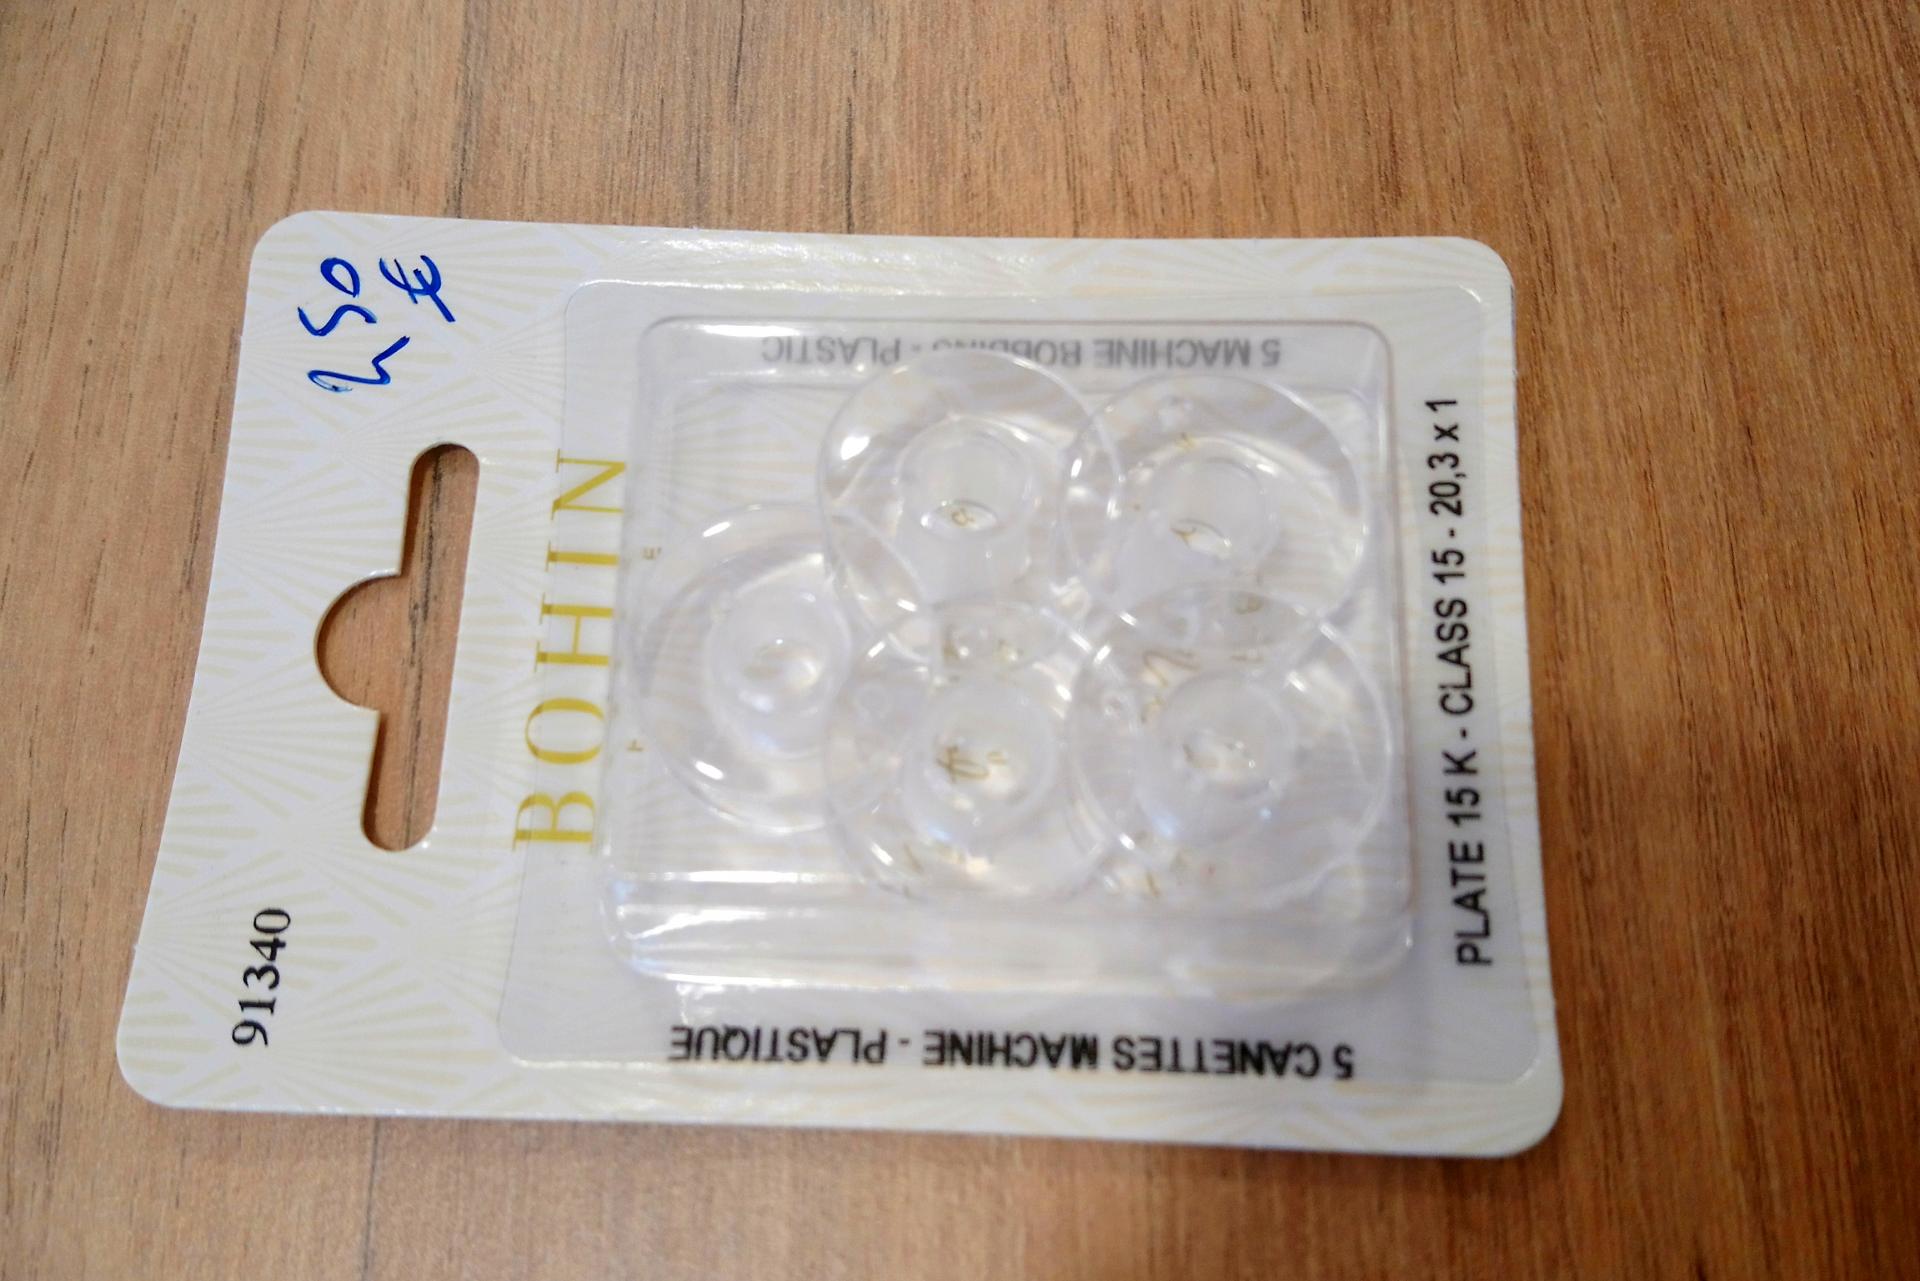 2,50
€
91340
BOHIN
5 MACHINE BOBBINS - PLASTIC
5 CANETTES MACHINE - PLASTIQUE
PLATE 15 K - CLASS 15 - 20,3 x 1